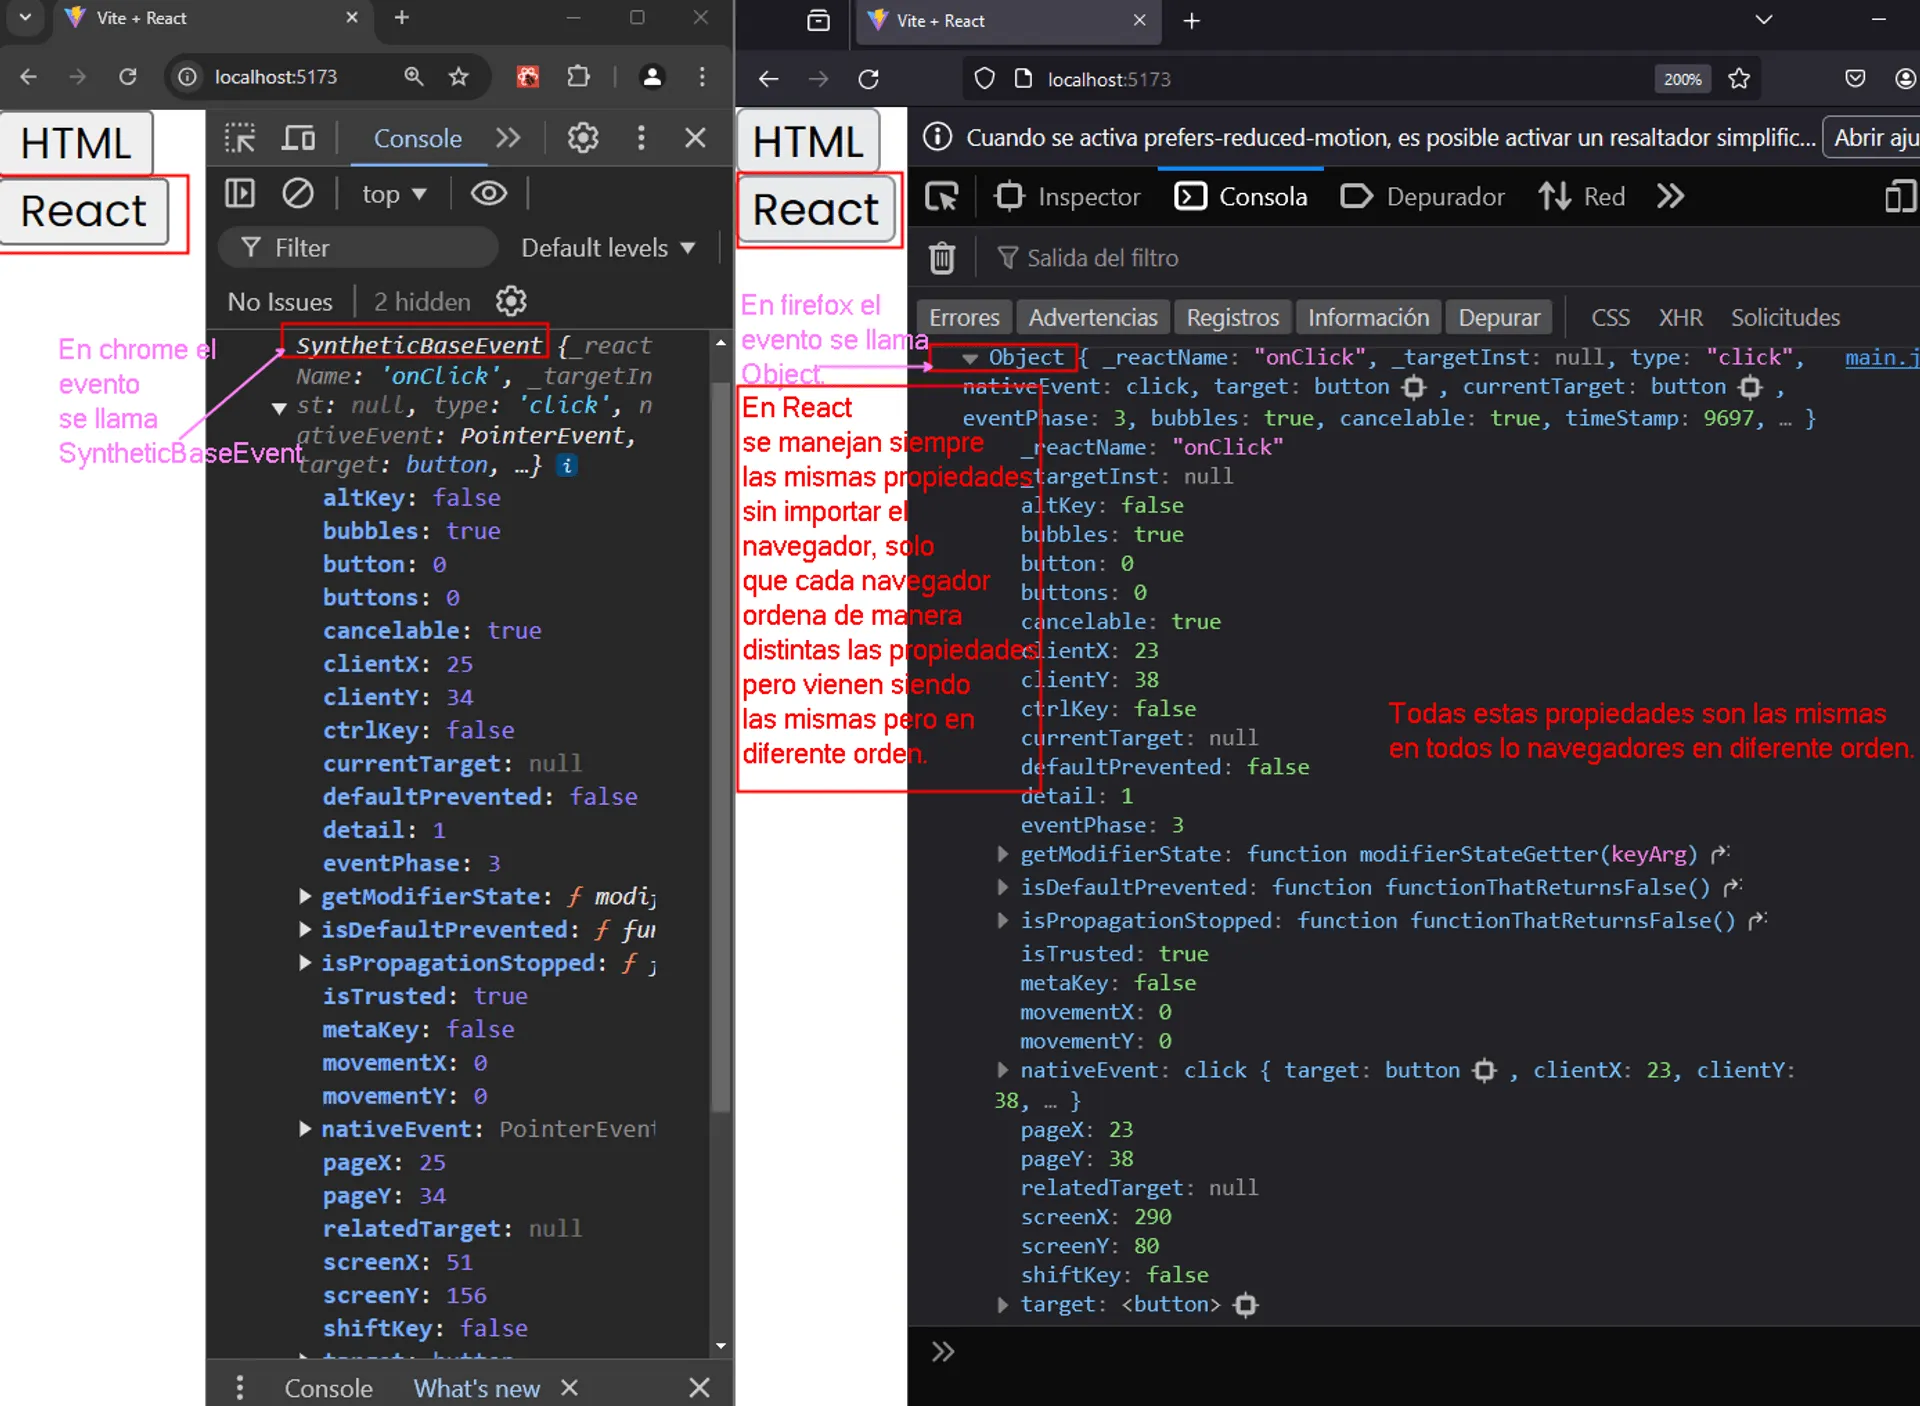 Vite + React
localhost:5173
HTML
React
Console
top
Filter
Default levels
No Issues
2 hidden
En chrome el
evento
se llama
SyntheticBaseEvent
SyntheticBaseEvent {_react
Name: 'onClick', _targetIn
st: null, type: 'click', n
ativeEvent: PointerEvent,
target: button, …} i
altKey: false
bubbles: true
button: 0
buttons: 0
cancelable: true
clientX: 25
clientY: 34
ctrlKey: false
currentTarget: null
defaultPrevented: false
detail: 1
eventPhase: 3
getModifierState: ƒ modif
isDefaultPrevented: ƒ fun
isPropagationStopped: ƒ
isTrusted: true
metaKey: false
movementX: 0
movementY: 0
nativeEvent: PointerEvent
pageX: 25
pageY: 34
relatedTarget: null
screenX: 51
screenY: 156
shiftKey: false
target: button
Console
What's new
Vite + React
localhost:5173
200%
HTML
React
Cuando se activa prefers-reduced-motion, es posible activar un resaltador simplific...
Abrir aju
Inspector
Consola
Depurador
Red
Salida del filtro
Errores
Advertencias
Registros
Información
Depurar
CSS
XHR
Solicitudes
En firefox el
evento se llama
Object.
En React
se manejan siempre
las mismas propiedades
sin importar el
navegador, solo
que cada navegador
ordena de manera
distintas las propiedades
pero vienen siendo
las mismas pero en
diferente orden.
Object { _reactName: "onClick", _targetInst: null, type: "click",
main.j
nativeEvent: click, target: button , currentTarget: button ,
eventPhase: 3, bubbles: true, cancelable: true, timeStamp: 9697, … }
_reactName: "onClick"
_targetInst: null
altKey: false
bubbles: true
button: 0
buttons: 0
cancelable: true
clientX: 23
clientY: 38
ctrlKey: false
currentTarget: null
defaultPrevented: false
detail: 1
eventPhase: 3
getModifierState: function modifierStateGetter(keyArg)
isDefaultPrevented: function functionThatReturnsFalse()
isPropagationStopped: function functionThatReturnsFalse()
isTrusted: true
metaKey: false
movementX: 0
movementY: 0
nativeEvent: click { target: button , clientX: 23, clientY:
38, … }
pageX: 23
pageY: 38
relatedTarget: null
screenX: 290
screenY: 80
shiftKey: false
target: <button>
Todas estas propiedades son las mismas
en todos lo navegadores en diferente orden.